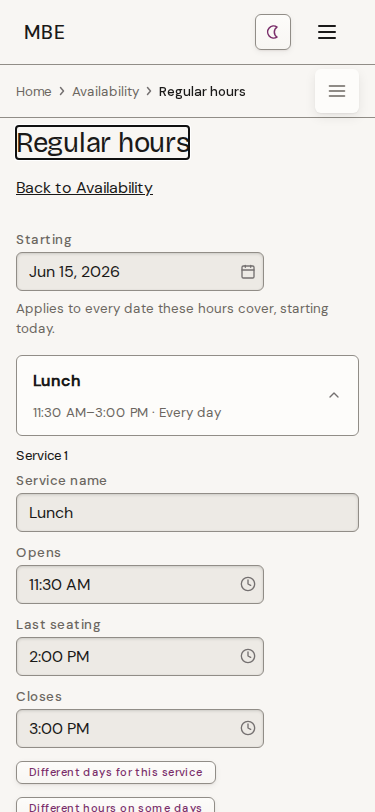 MBE
Home > Availability > Regular hours
Regular hours
Back to Availability
Starting
Jun 15, 2026
Applies to every date these hours cover, starting
today.
Lunch
11:30 AM–3:00 PM · Every day
Service 1
Service name
Lunch
Opens
11:30 AM
Last seating
2:00 PM
Closes
3:00 PM
Different days for this service
Different hours on some days